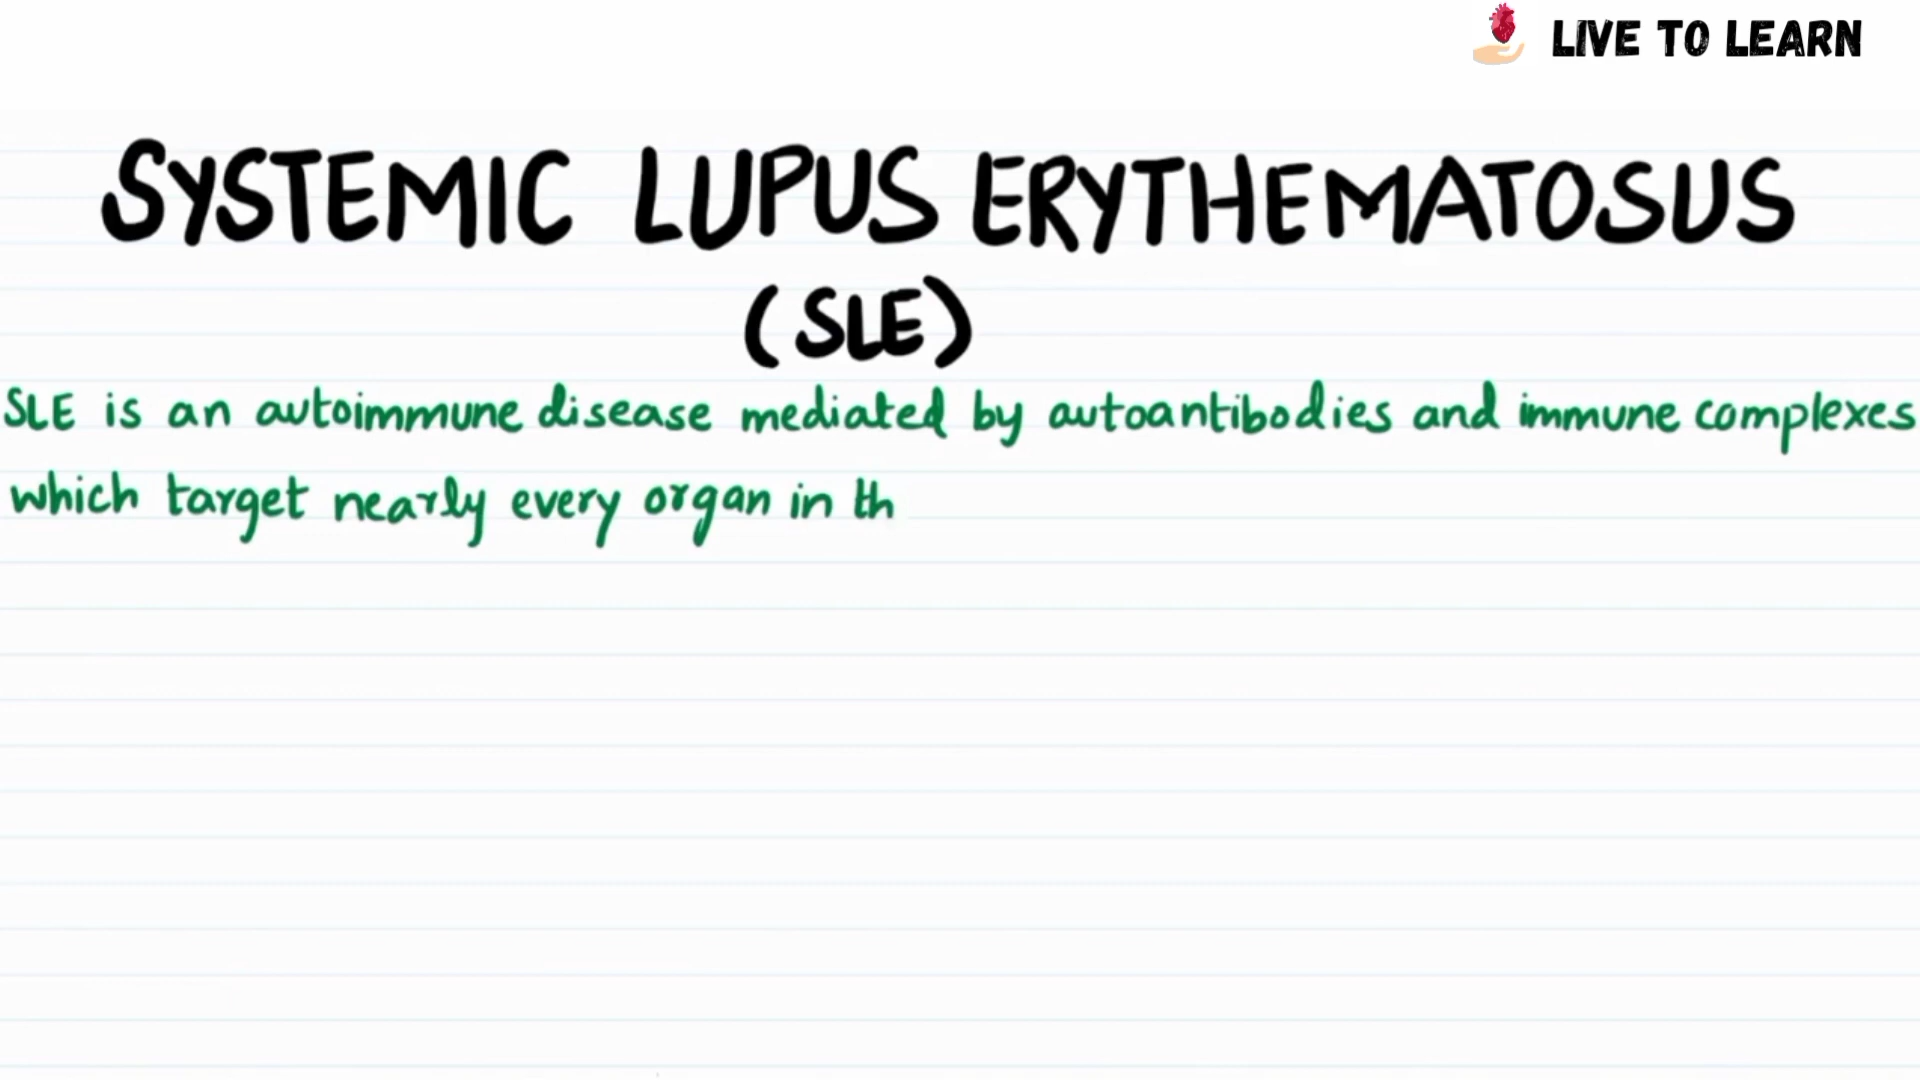 LIVE TO LEARN
SYSTEMIC LUPUS ERYTHEMATOSUS
(SLE)
SLE is an autoimmune disease mediated by autoantibodies and immune complexes
which target nearly every organ in th